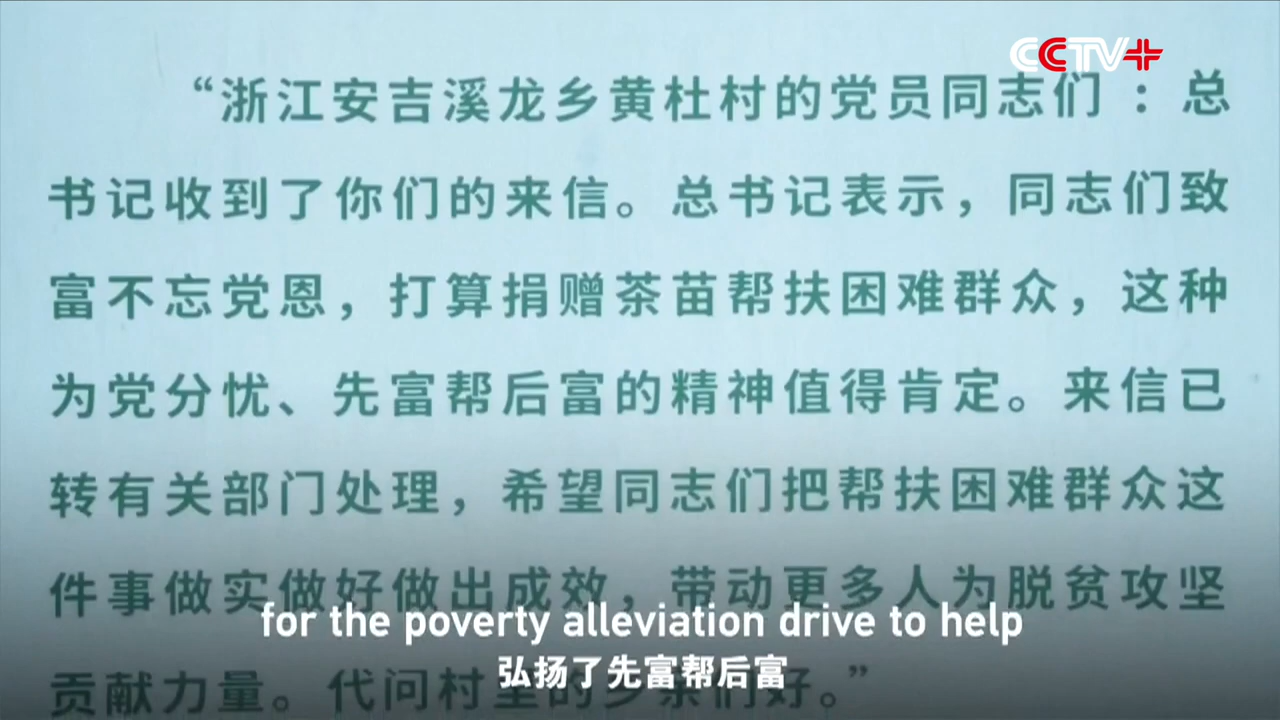 CCTV+
“浙江安吉溪龙乡黄杜村的党员同志们：总
书记收到了你们的来信。总书记表示，同志们致
富不忘党恩，打算捐赠茶苗帮扶困难群众，这种
为党分忧、先富帮后富的精神值得肯定。来信已
转有关部门处理，希望同志们把帮扶困难群众这
件事做实做好做出成效，带动更多人为脱贫攻坚
for the poverty alleviation drive to help
弘扬了先富帮后富
贡献力量。代问村里的乡亲们好。”